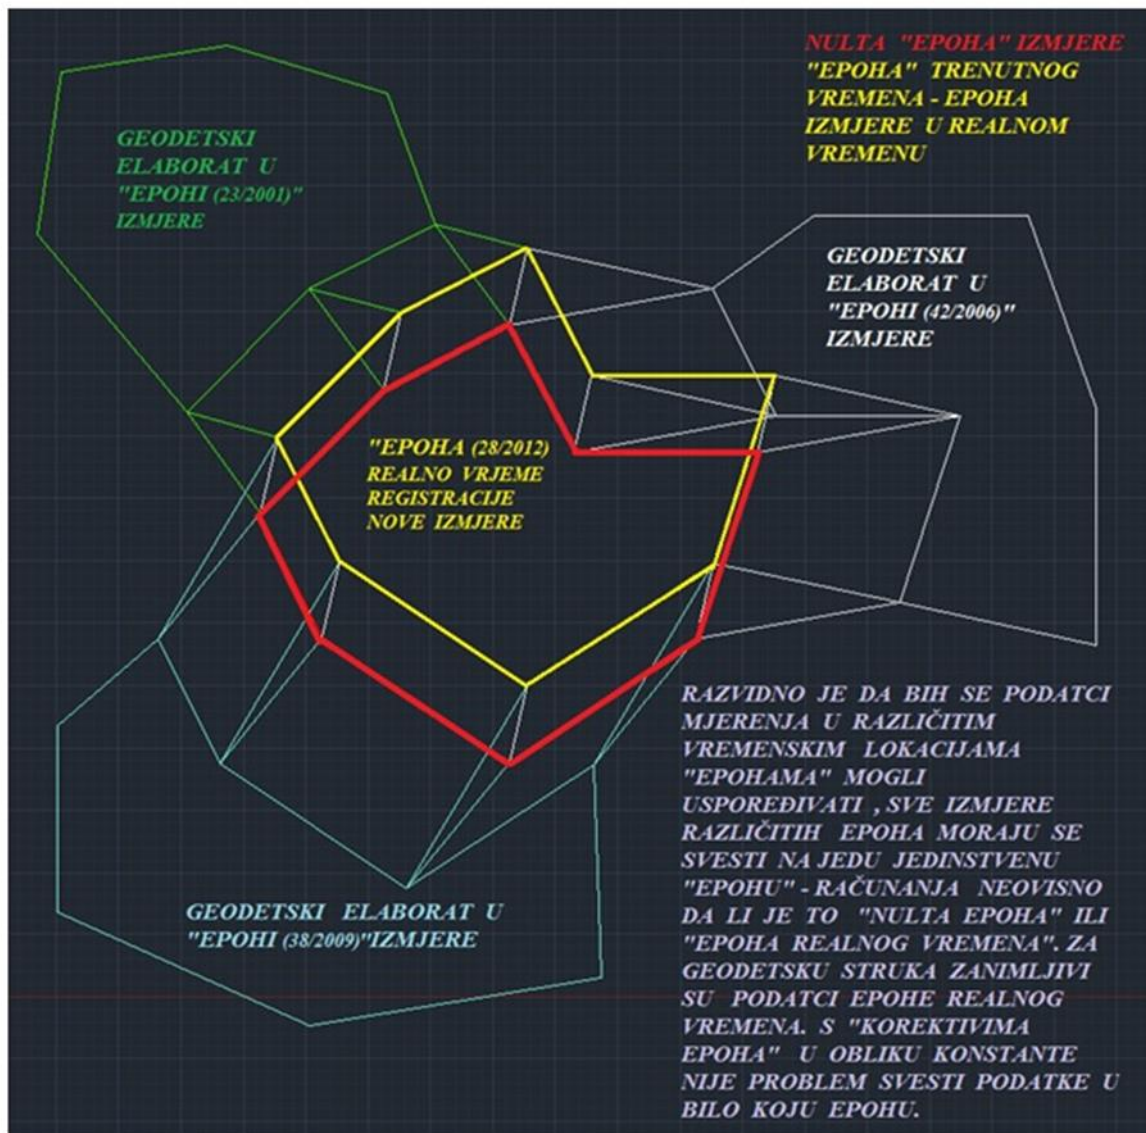 NULTA "EPOHA" IZMJERE
"EPOHA" TRENUTNOG
VREMENA - EPOHA
IZMJERE U REALNOM
VREMENU
GEODETSKI
ELABORAT U
"EPOHI (23/2001)"
IZMJERE
GEODETSKI
ELABORAT U
"EPOHI (42/2006)"
IZMJERE
"EPOHA (28/2012)
REALNO VRJEME
REGISTRACIJE
NOVE IZMJERE
GEODETSKI ELABORAT U
"EPOHI (38/2009)"IZMJERE
RAZVIDNO JE DA BIH SE PODATCI
MJERENJA U RAZLIČITIM
VREMENSKIM LOKACIJAMA
"EPOHAMA" MOGLI
USPOREĐIVATI , SVE IZMJERE
RAZLIČITIH EPOHA MORAJU SE
SVESTI NA JEDU JEDINSTVENU
"EPOHU" - RAČUNANJA NEOVISNO
DA LI JE TO "NULTA EPOHA" ILI
"EPOHA REALNOG VREMENA". ZA
GEODETSKU STRUKA ZANIMLJIVI
SU PODATCI EPOHE REALNOG
VREMENA. S "KOREKTIVIMA
EPOHA" U OBLIKU KONSTANTE
NIJE PROBLEM SVESTI PODATKE U
BILO KOJU EPOHU.